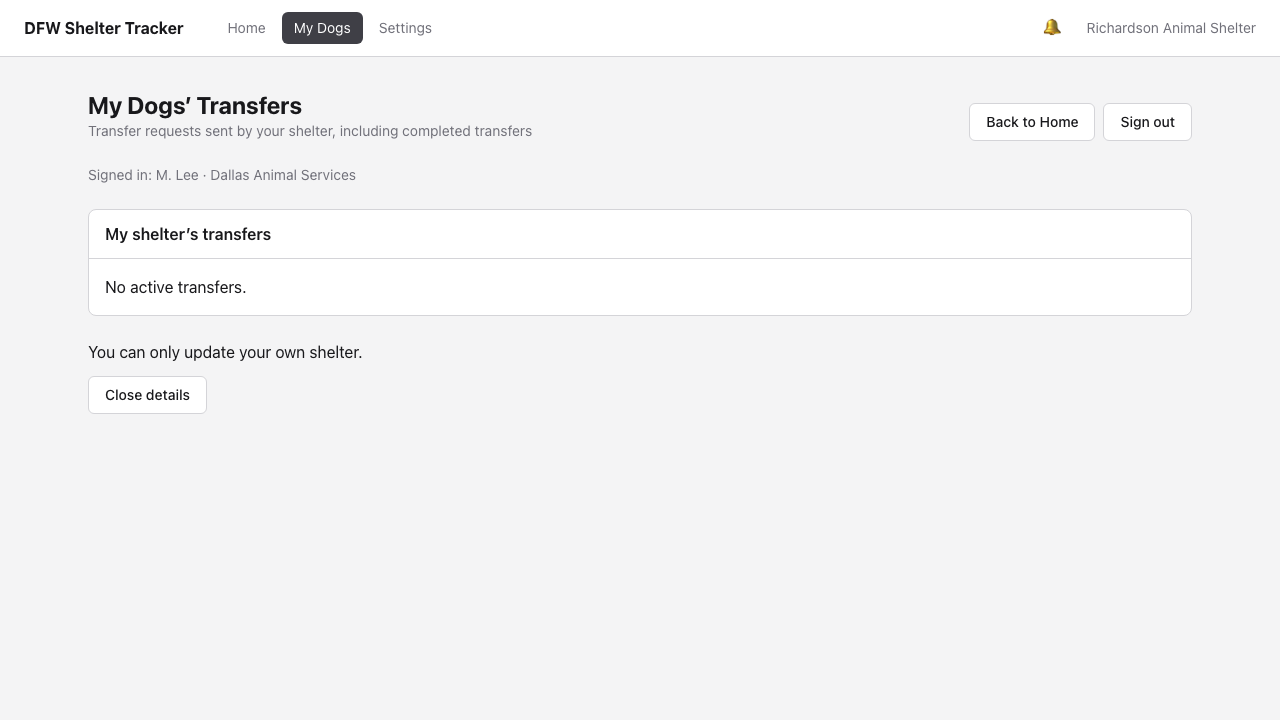 DFW Shelter Tracker
Home
My Dogs
Settings
Richardson Animal Shelter
My Dogs’ Transfers
Transfer requests sent by your shelter, including completed transfers
Back to Home
Sign out
Signed in: M. Lee · Dallas Animal Services
My shelter’s transfers
No active transfers.
You can only update your own shelter.
Close details